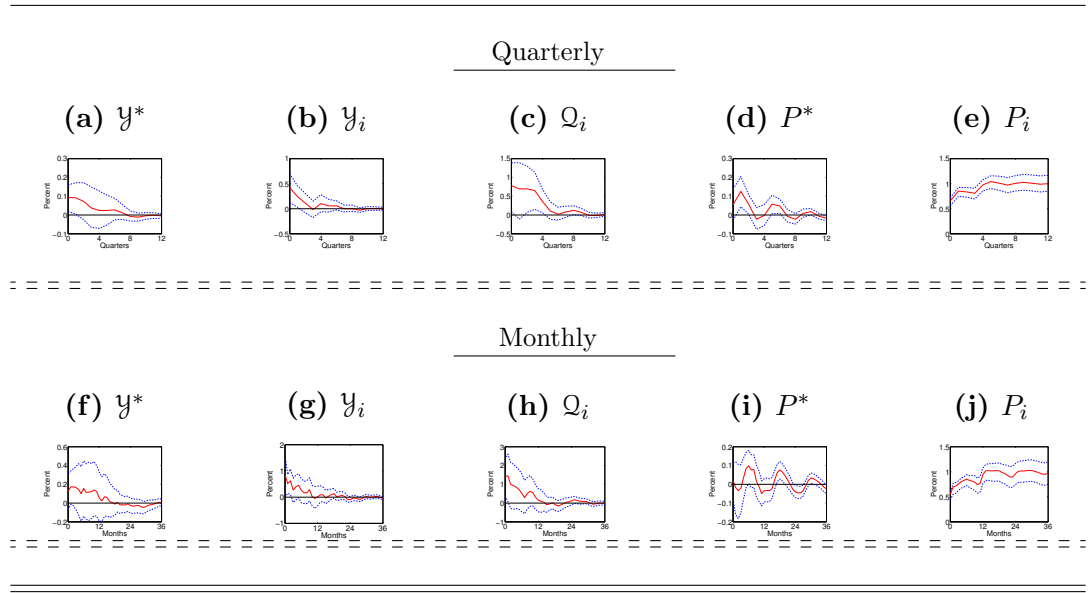 Quarterly
(a) 𝒴* (b) 𝒴ᵢ (c) 𝒬ᵢ (d) P* (e) Pᵢ
0.3 0.2 0.1 0 −0.1 Percent 0 4 8 12 Quarters
1 0.5 0 −0.5 Percent 0 4 8 12 Quarters
1.5 1 0.5 0 −0.5 Percent 0 4 8 12 Quarters
0.3 0.2 0.1 0 −0.1 Percent 0 4 8 12 Quarters
1.5 1 0.5 0 Percent 0 4 8 12 Quarters
Monthly
(f) 𝒴* (g) 𝒴ᵢ (h) 𝒬ᵢ (i) P* (j) Pᵢ
0.6 0.4 0.2 0 −0.2 Percent 0 12 24 36 Months
2 1 0 −1 Percent 0 12 24 36 Months
3 2 1 0 −1 Percent 0 12 24 36 Months
0.2 0.1 0 −0.1 −0.2 Percent 0 12 24 36 Months
1.5 1 0.5 0 Percent 0 12 24 36 Months